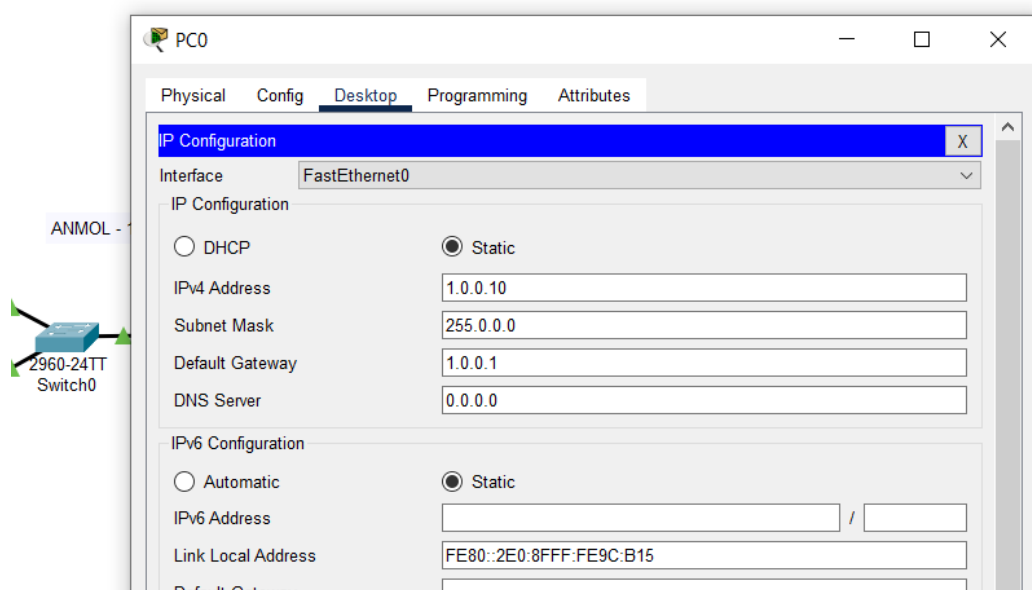 PC0
Physical Config Desktop Programming Attributes
IP Configuration X
Interface FastEthernet0
IP Configuration
ANMOL -
DHCP Static
IPv4 Address 1.0.0.10
Subnet Mask 255.0.0.0
Default Gateway 1.0.0.1
2960-24TT
Switch0
DNS Server 0.0.0.0
IPv6 Configuration
Automatic Static
IPv6 Address /
Link Local Address FE80::2E0:8FFF:FE9C:B15